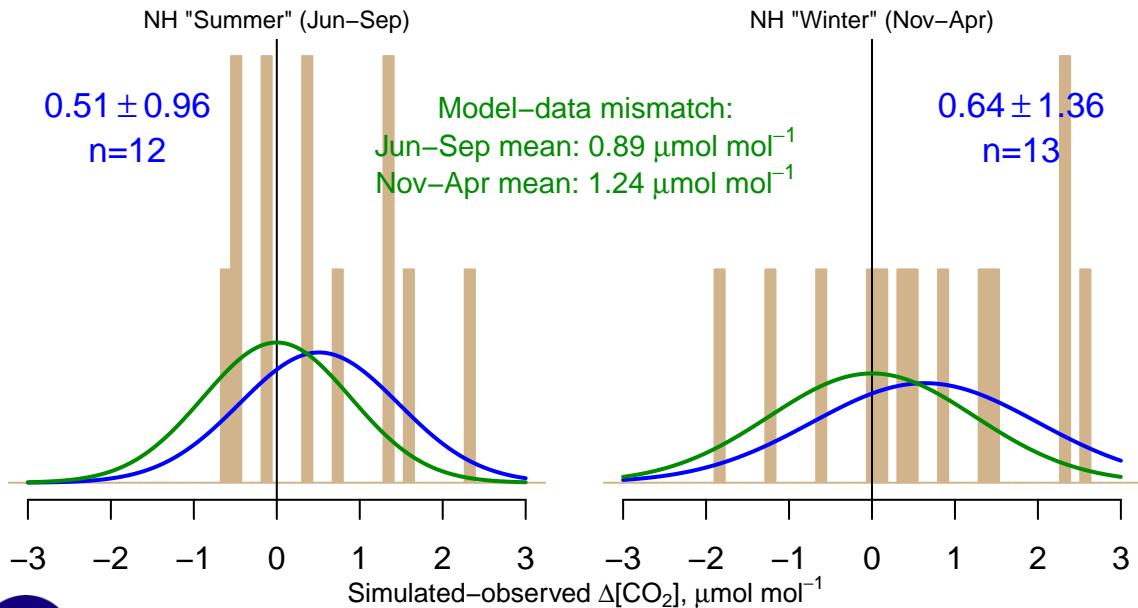 NH "Summer" (Jun−Sep)
NH "Winter" (Nov−Apr)
0.51 ± 0.96
n=12
Model−data mismatch:
Jun−Sep mean: 0.89 μmol mol⁻¹
Nov−Apr mean: 1.24 μmol mol⁻¹
0.64 ± 1.36
n=13
−3 −2 −1 0 1 2 3
−3 −2 −1 0 1 2 3
Simulated−observed Δ[CO₂], μmol mol⁻¹